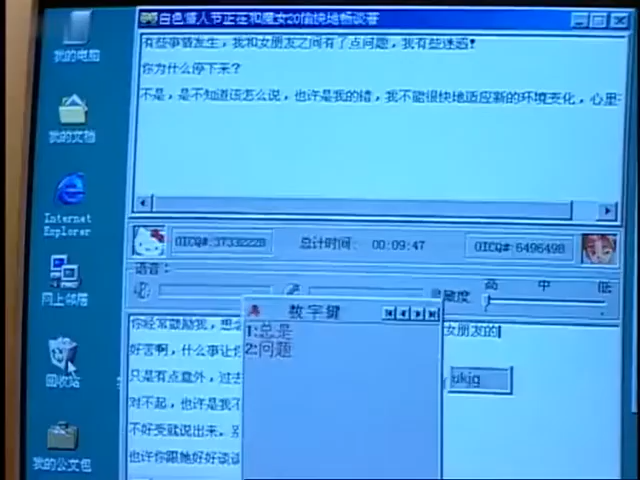 白色情人节正在和魔女20愉快地畅谈着
有些事情发生，我和女朋友之间有了点问题，我有些迷惑！
你为什么停下来？
不是，是不知道该怎么说，也许是我的错，我不能很快地适应新的环境变化，心里
我的电脑
我的文档
Internet
Explorer
网上邻居
回收站
我的公文包
OICQ#:37332228
总计时间： 00:09:47
OICQ#:6496498
语音：
敏度
高 中 低
你经常鼓励我，想
好苦啊，什么事让你
只是有点意外，过去
对不起，也许是我不
不好受就说出来，别
也许你跟她好好谈谈
数字键
1:总是
2:问题
女朋友的
ukjg